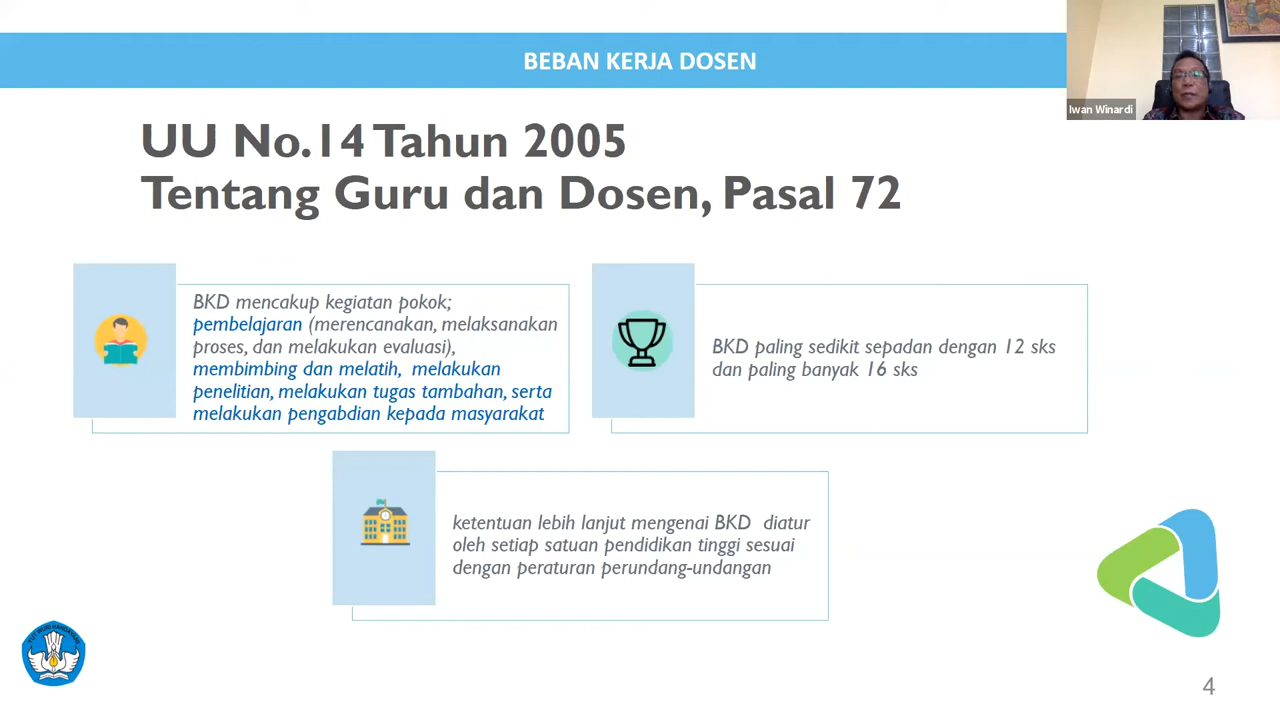 BEBAN KERJA DOSEN
Iwan Winardi
UU No.14 Tahun 2005
Tentang Guru dan Dosen, Pasal 72
BKD mencakup kegiatan pokok;
pembelajaran (merencanakan, melaksanakan
proses, dan melakukan evaluasi),
membimbing dan melatih, melakukan
penelitian, melakukan tugas tambahan, serta
melakukan pengabdian kepada masyarakat
BKD paling sedikit sepadan dengan 12 sks
dan paling banyak 16 sks
ketentuan lebih lanjut mengenai BKD diatur
oleh setiap satuan pendidikan tinggi sesuai
dengan peraturan perundang-undangan
TUT WURI HANDAYANI
4